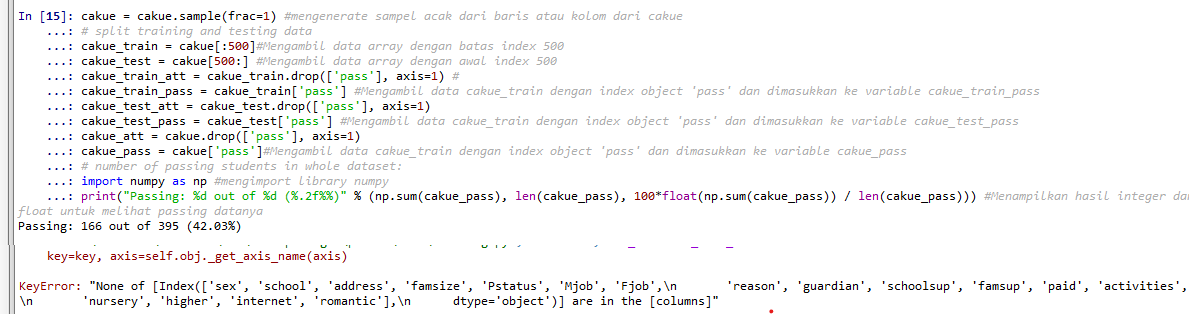 In [15]: cakue = cakue.sample(frac=1) #mengenerate sampel acak dari baris atau kolom dari cakue
...: # split training and testing data
...: cakue_train = cakue[:500]#Mengambil data array dengan batas index 500
...: cakue_test = cakue[500:] #Mengambil data array dengan awal index 500
...: cakue_train_att = cakue_train.drop(['pass'], axis=1) #
...: cakue_train_pass = cakue_train['pass'] #Mengambil data cakue_train dengan index object 'pass' dan dimasukkan ke variable cakue_train_pass
...: cakue_test_att = cakue_test.drop(['pass'], axis=1)
...: cakue_test_pass = cakue_test['pass'] #Mengambil data cakue_train dengan index object 'pass' dan dimasukkan ke variable cakue_test_pass
...: cakue_att = cakue.drop(['pass'], axis=1)
...: cakue_pass = cakue['pass']#Mengambil data cakue_train dengan index object 'pass' dan dimasukkan ke variable cakue_pass
...: # number of passing students in whole dataset:
...: import numpy as np #mengimport library numpy
...: print("Passing: %d out of %d (%.2f%%)" % (np.sum(cakue_pass), len(cakue_pass), 100*float(np.sum(cakue_pass)) / len(cakue_pass))) #Menampilkan hasil integer da
float untuk melihat passing datanya
Passing: 166 out of 395 (42.03%)
key=key, axis=self.obj._get_axis_name(axis)
KeyError: "None of [Index(['sex', 'school', 'address', 'famsize', 'Pstatus', 'Mjob', 'Fjob',\n 'reason', 'guardian', 'schoolsup', 'famsup', 'paid', 'activities',
\n 'nursery', 'higher', 'internet', 'romantic'],\n dtype='object')] are in the [columns]"